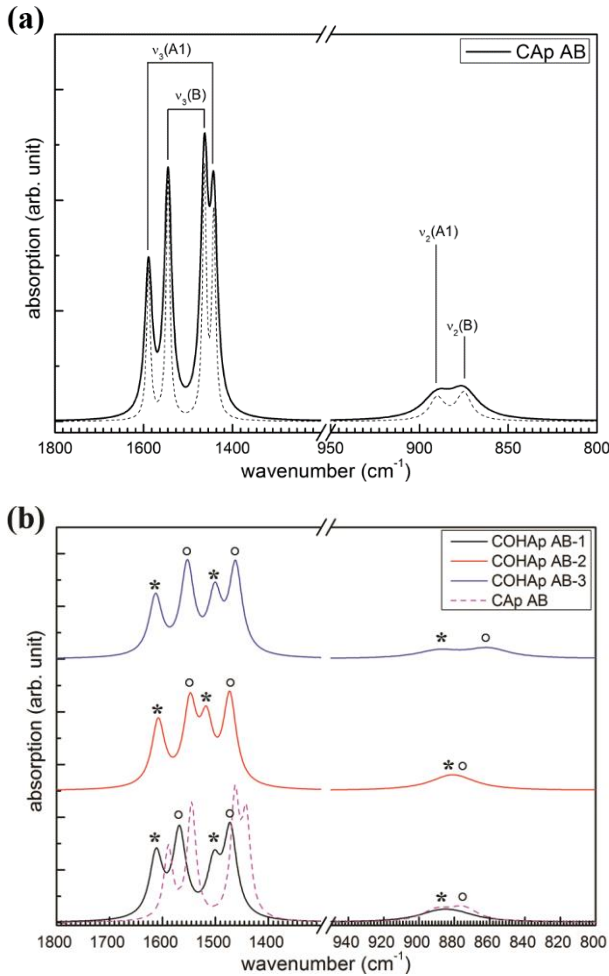 (a)
CAp AB
ν₃(A1)
ν₃(B)
ν₂(A1)
ν₂(B)
absorption (arb. unit)
1800 1600 1400 950 900 850 800
wavenumber (cm⁻¹)
(b)
COHAp AB-1
COHAp AB-2
COHAp AB-3
CAp AB
* ° * °
* °
* ° * °
* °
* ° * °
* °
absorption (arb. unit)
1800 1700 1600 1500 1400 940 920 900 880 860 840 820 800
wavenumber (cm⁻¹)